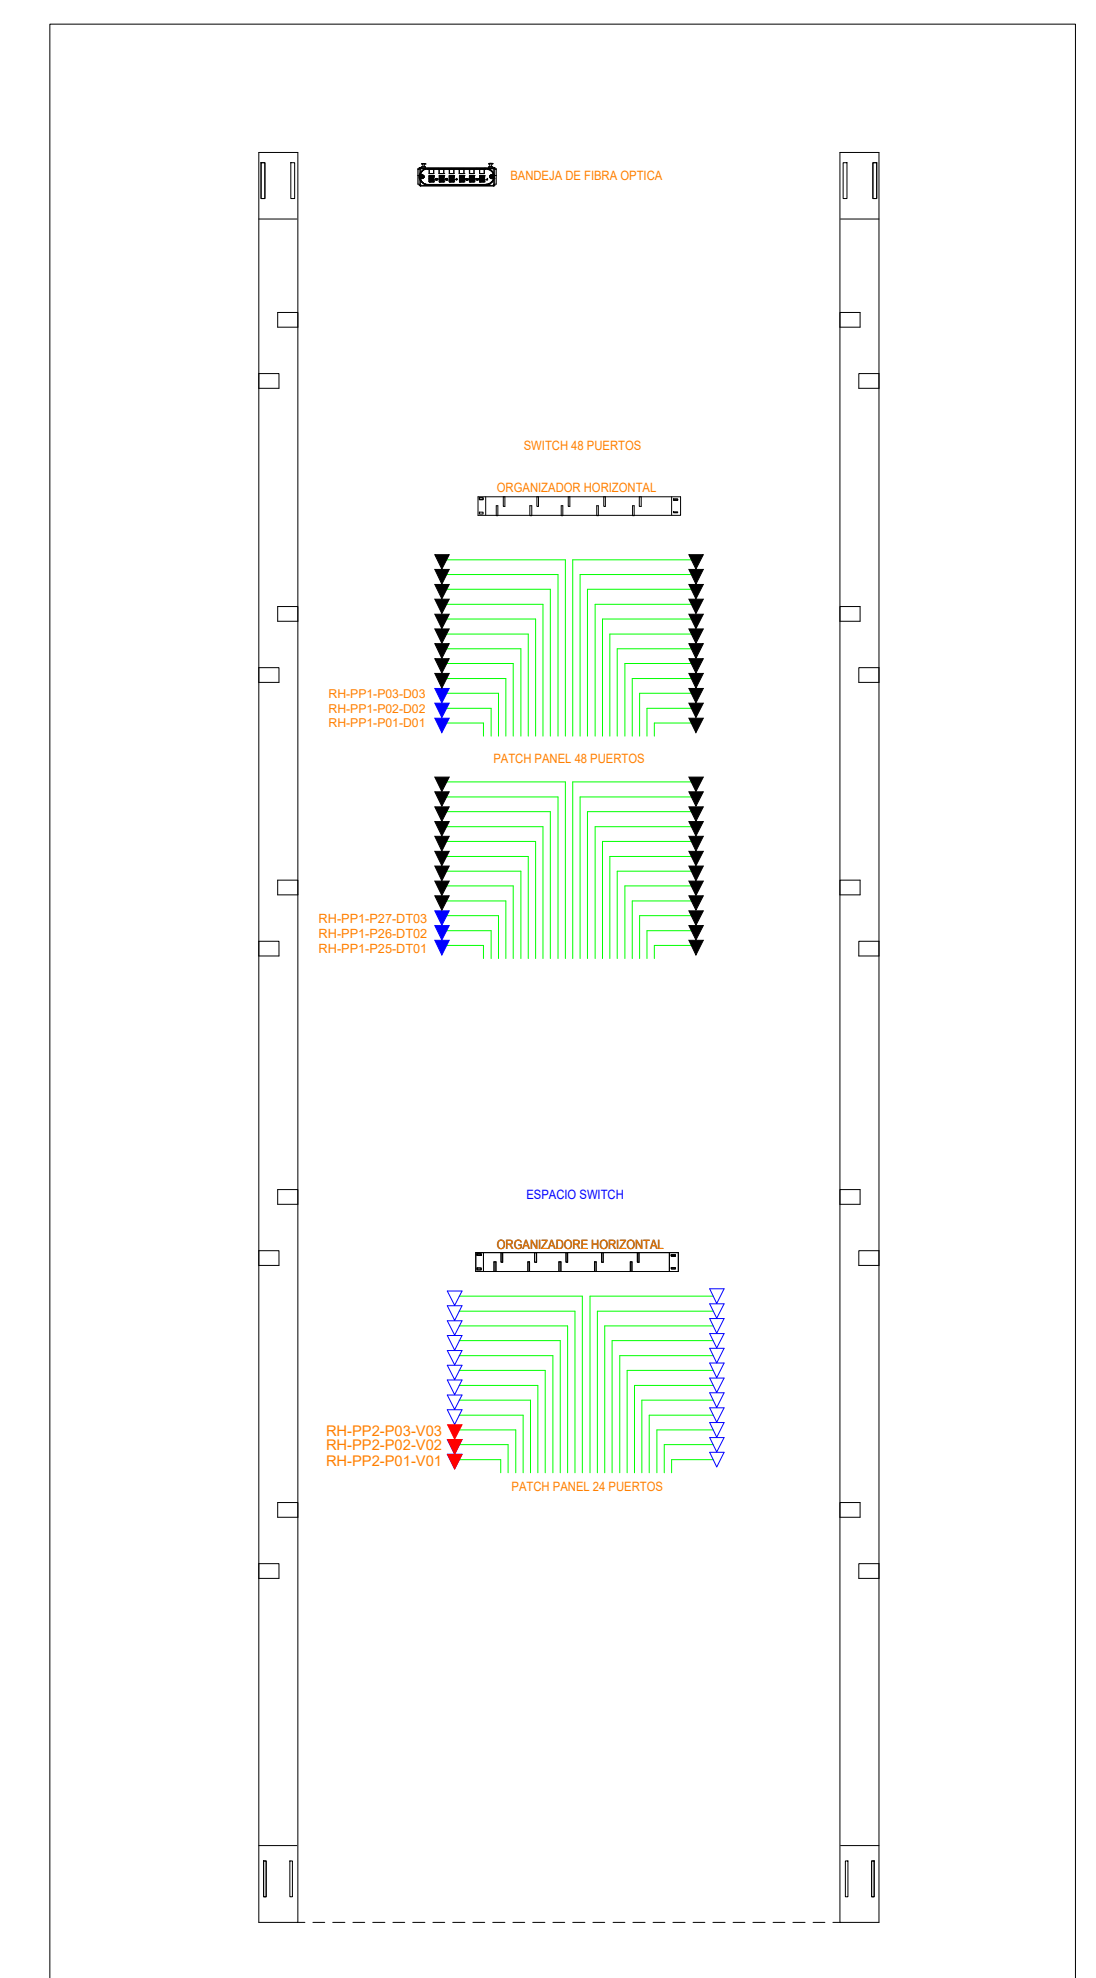 BANDEJA DE FIBRA OPTICA
SWITCH 48 PUERTOS
ORGANIZADOR HORIZONTAL
RH-PP1-P03-D03
RH-PP1-P02-D02
RH-PP1-P01-D01
PATCH PANEL 48 PUERTOS
RH-PP1-P27-DT03
RH-PP1-P26-DT02
RH-PP1-P25-DT01
ESPACIO SWITCH
ORGANIZADORE HORIZONTAL
RH-PP2-P03-V03
RH-PP2-P02-V02
RH-PP2-P01-V01
PATCH PANEL 24 PUERTOS